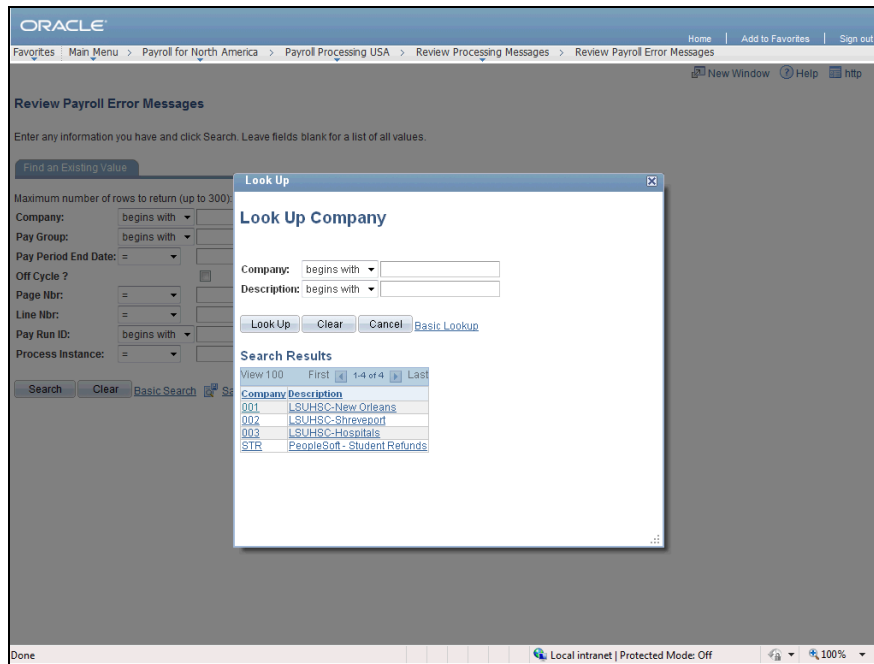 ORACLE
Home | Add to Favorites | Sign out
Favorites Main Menu > Payroll for North America > Payroll Processing USA > Review Processing Messages > Review Payroll Error Messages
New Window Help http
Review Payroll Error Messages
Enter any information you have and click Search. Leave fields blank for a list of all values.
Find an Existing Value
Maximum number of rows to return (up to 300):
Company: begins with
Pay Group: begins with
Pay Period End Date: =
Off Cycle ?
Page Nbr: =
Line Nbr: =
Pay Run ID: begins with
Process Instance: =
Search Clear Basic Search Sa
Look Up
Look Up Company
Company: begins with
Description: begins with
Look Up Clear Cancel Basic Lookup
Search Results
View 100 First 1-4 of 4 Last
Company Description
001 LSUHSC-New Orleans
002 LSUHSC-Shreveport
003 LSUHSC-Hospitals
STR PeopleSoft - Student Refunds
Done Local intranet | Protected Mode: Off 100%